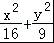 x²/16 + y²/9